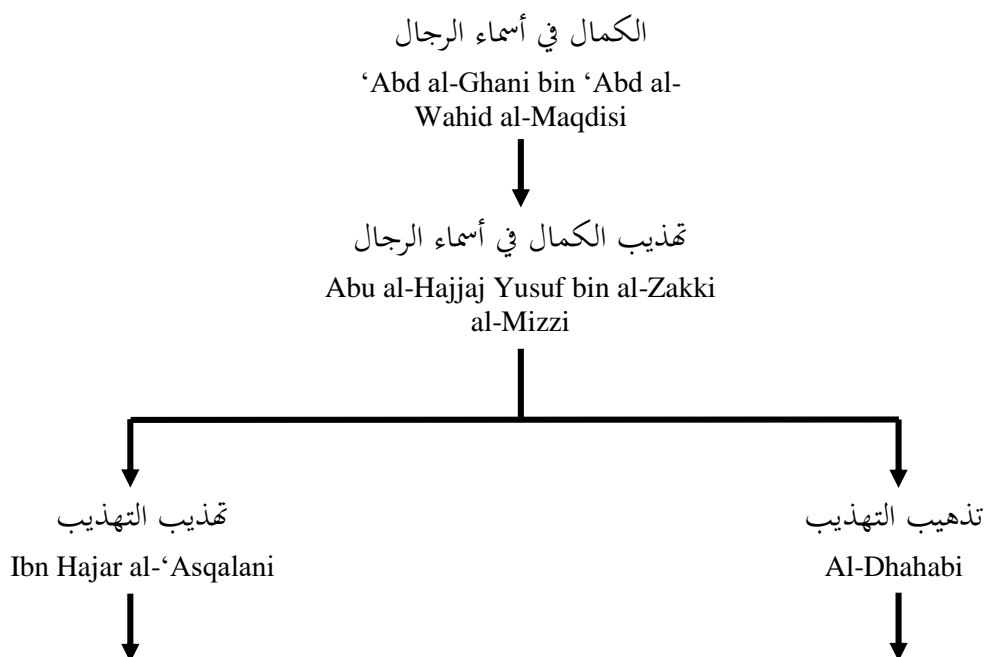 الكمال في أسماء الرجال
‘Abd al-Ghani bin ‘Abd al-
Wahid al-Maqdisi
تهذيب الكمال في أسماء الرجال
Abu al-Hajjaj Yusuf bin al-Zakki
al-Mizzi
تهذيب التهذيب
Ibn Hajar al-‘Asqalani
تذهيب التهذيب
Al-Dhahabi